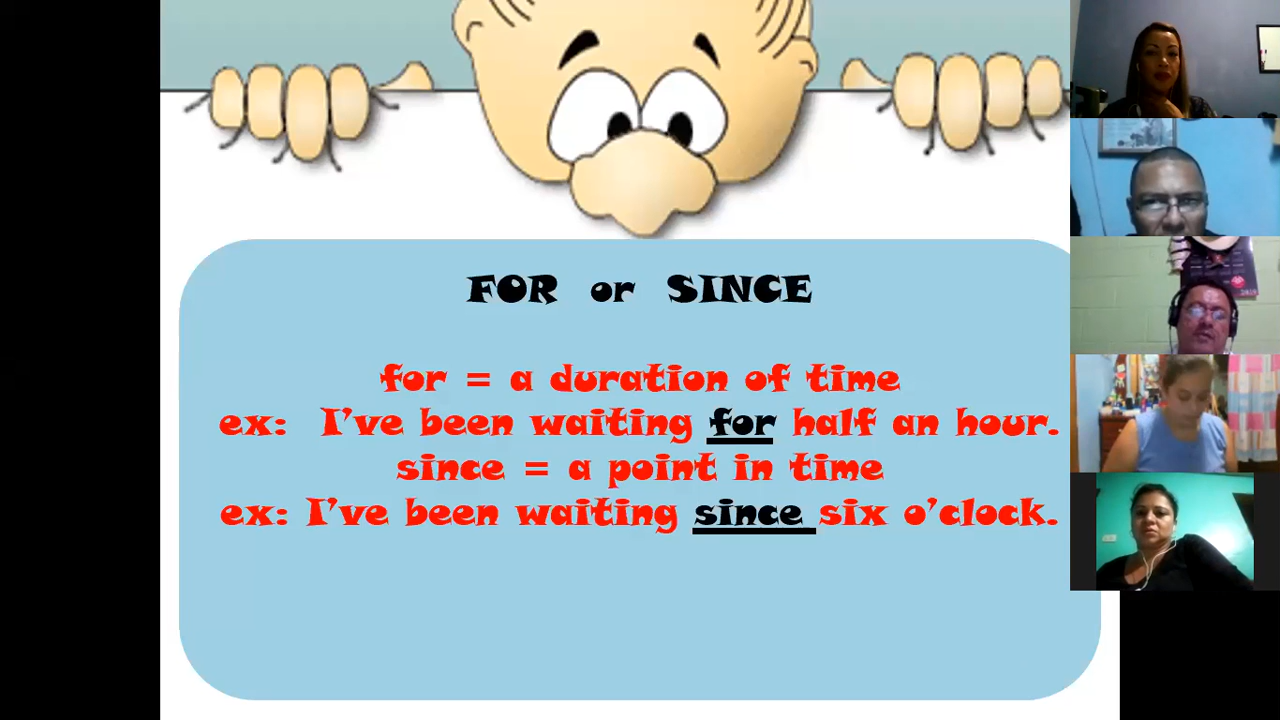 FOR or SINCE
for = a duration of time
ex: I've been waiting for half an hour.
since = a point in time
ex: I've been waiting since six o'clock.